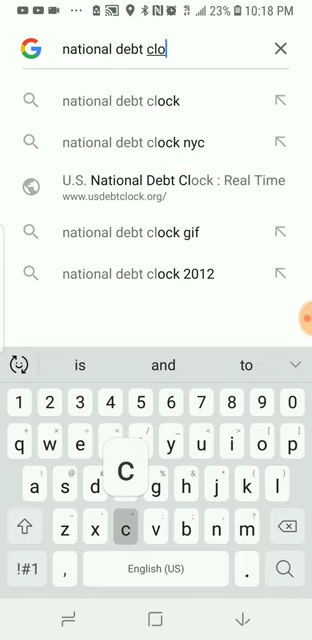 23% 10:18 PM
national debt clo
national debt clock
national debt clock nyc
U.S. National Debt Clock : Real Time
www.usdebtclock.org/
national debt clock gif
national debt clock 2012
is and to
1 2 3 4 5 6 7 8 9 0
q w e y u i o p
a s d g h j k l
C
z x c v b n m
!#1 , English (US) .